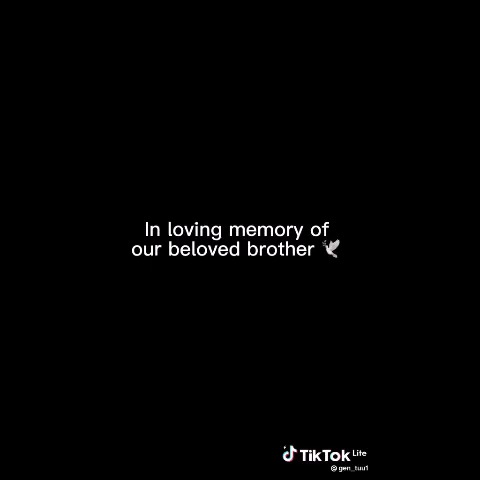 In loving memory of
our beloved brother 🕊️
TikTok Lite
@gen_tuu1